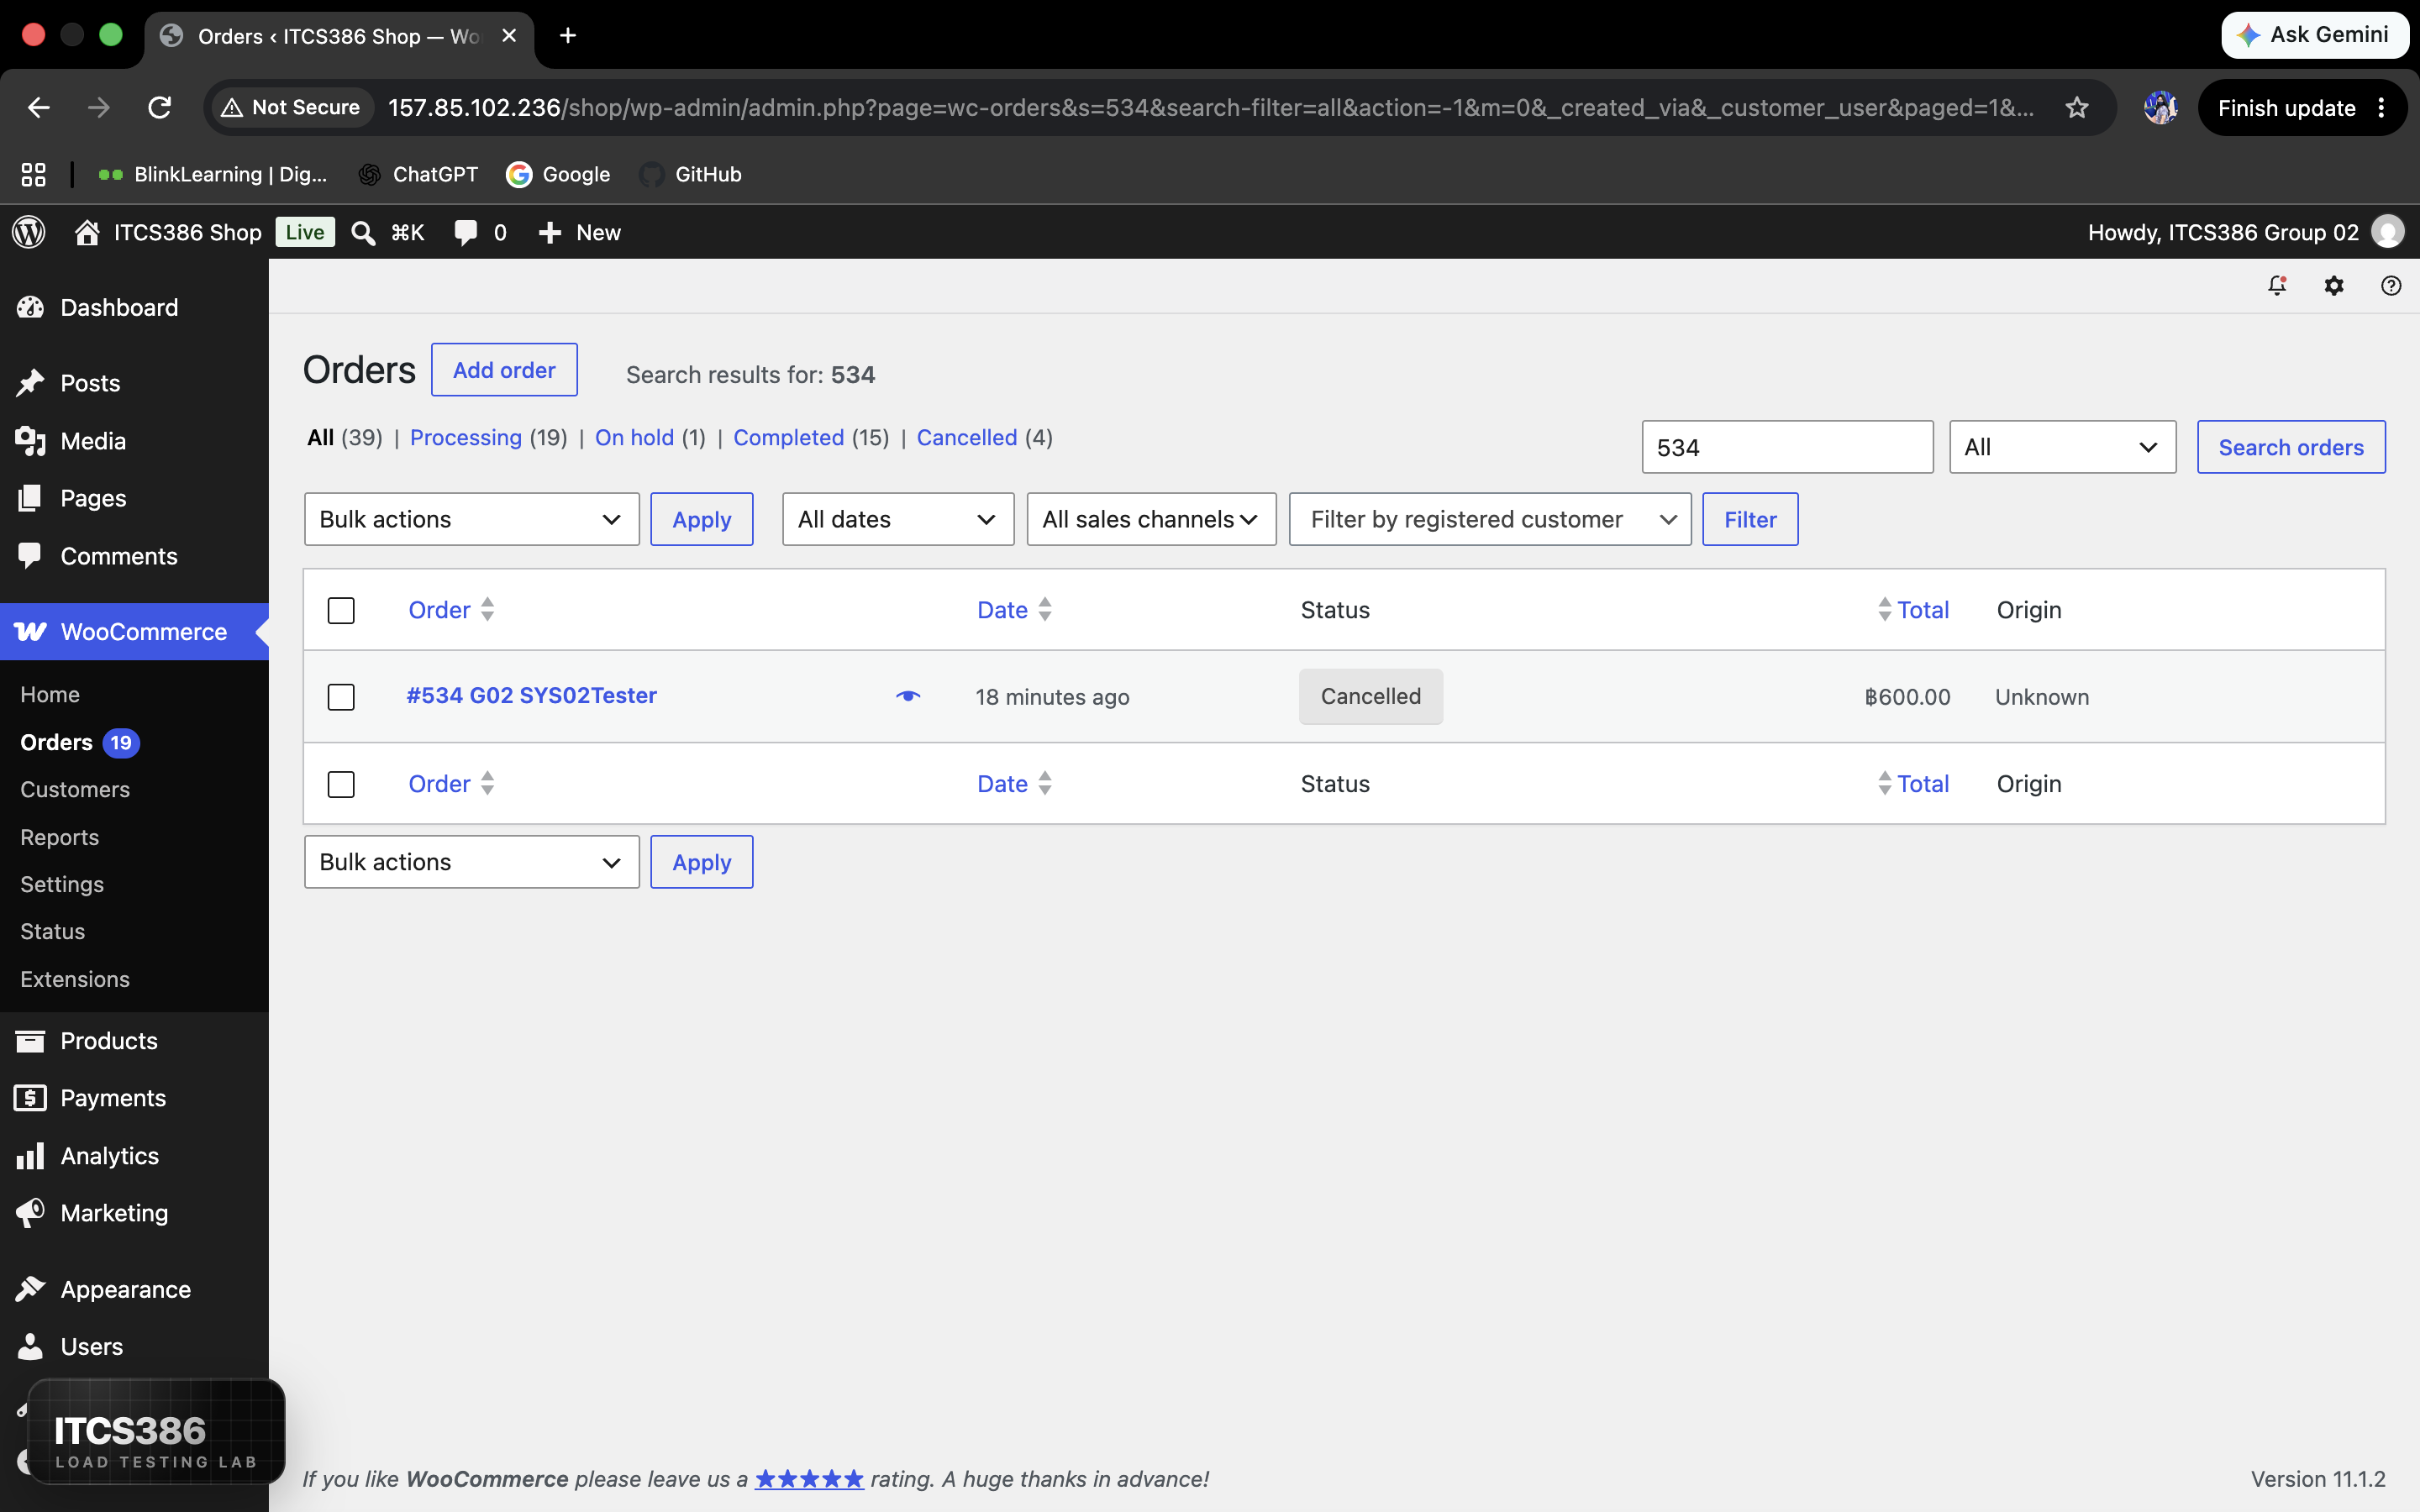 Orders ‹ ITCS386 Shop — Wo
Ask Gemini
Not Secure 157.85.102.236/shop/wp-admin/admin.php?page=wc-orders&s=534&search-filter=all&action=-1&m=0&_created_via&_customer_user&paged=1&...
Finish update
BlinkLearning | Dig... ChatGPT Google GitHub
ITCS386 Shop Live ⌘K 0 New Howdy, ITCS386 Group 02
Dashboard
Posts
Media
Pages
Comments
WooCommerce
Home
Orders 19
Customers
Reports
Settings
Status
Extensions
Products
Payments
Analytics
Marketing
Appearance
Users
ITCS386
LOAD TESTING LAB
Orders Add order Search results for: 534
All (39) | Processing (19) | On hold (1) | Completed (15) | Cancelled (4)
534 All Search orders
Bulk actions Apply All dates All sales channels Filter by registered customer Filter
Order Date Status Total Origin
#534 G02 SYS02Tester 18 minutes ago Cancelled ฿600.00 Unknown
Order Date Status Total Origin
Bulk actions Apply
If you like WooCommerce please leave us a ★★★★★ rating. A huge thanks in advance!
Version 11.1.2